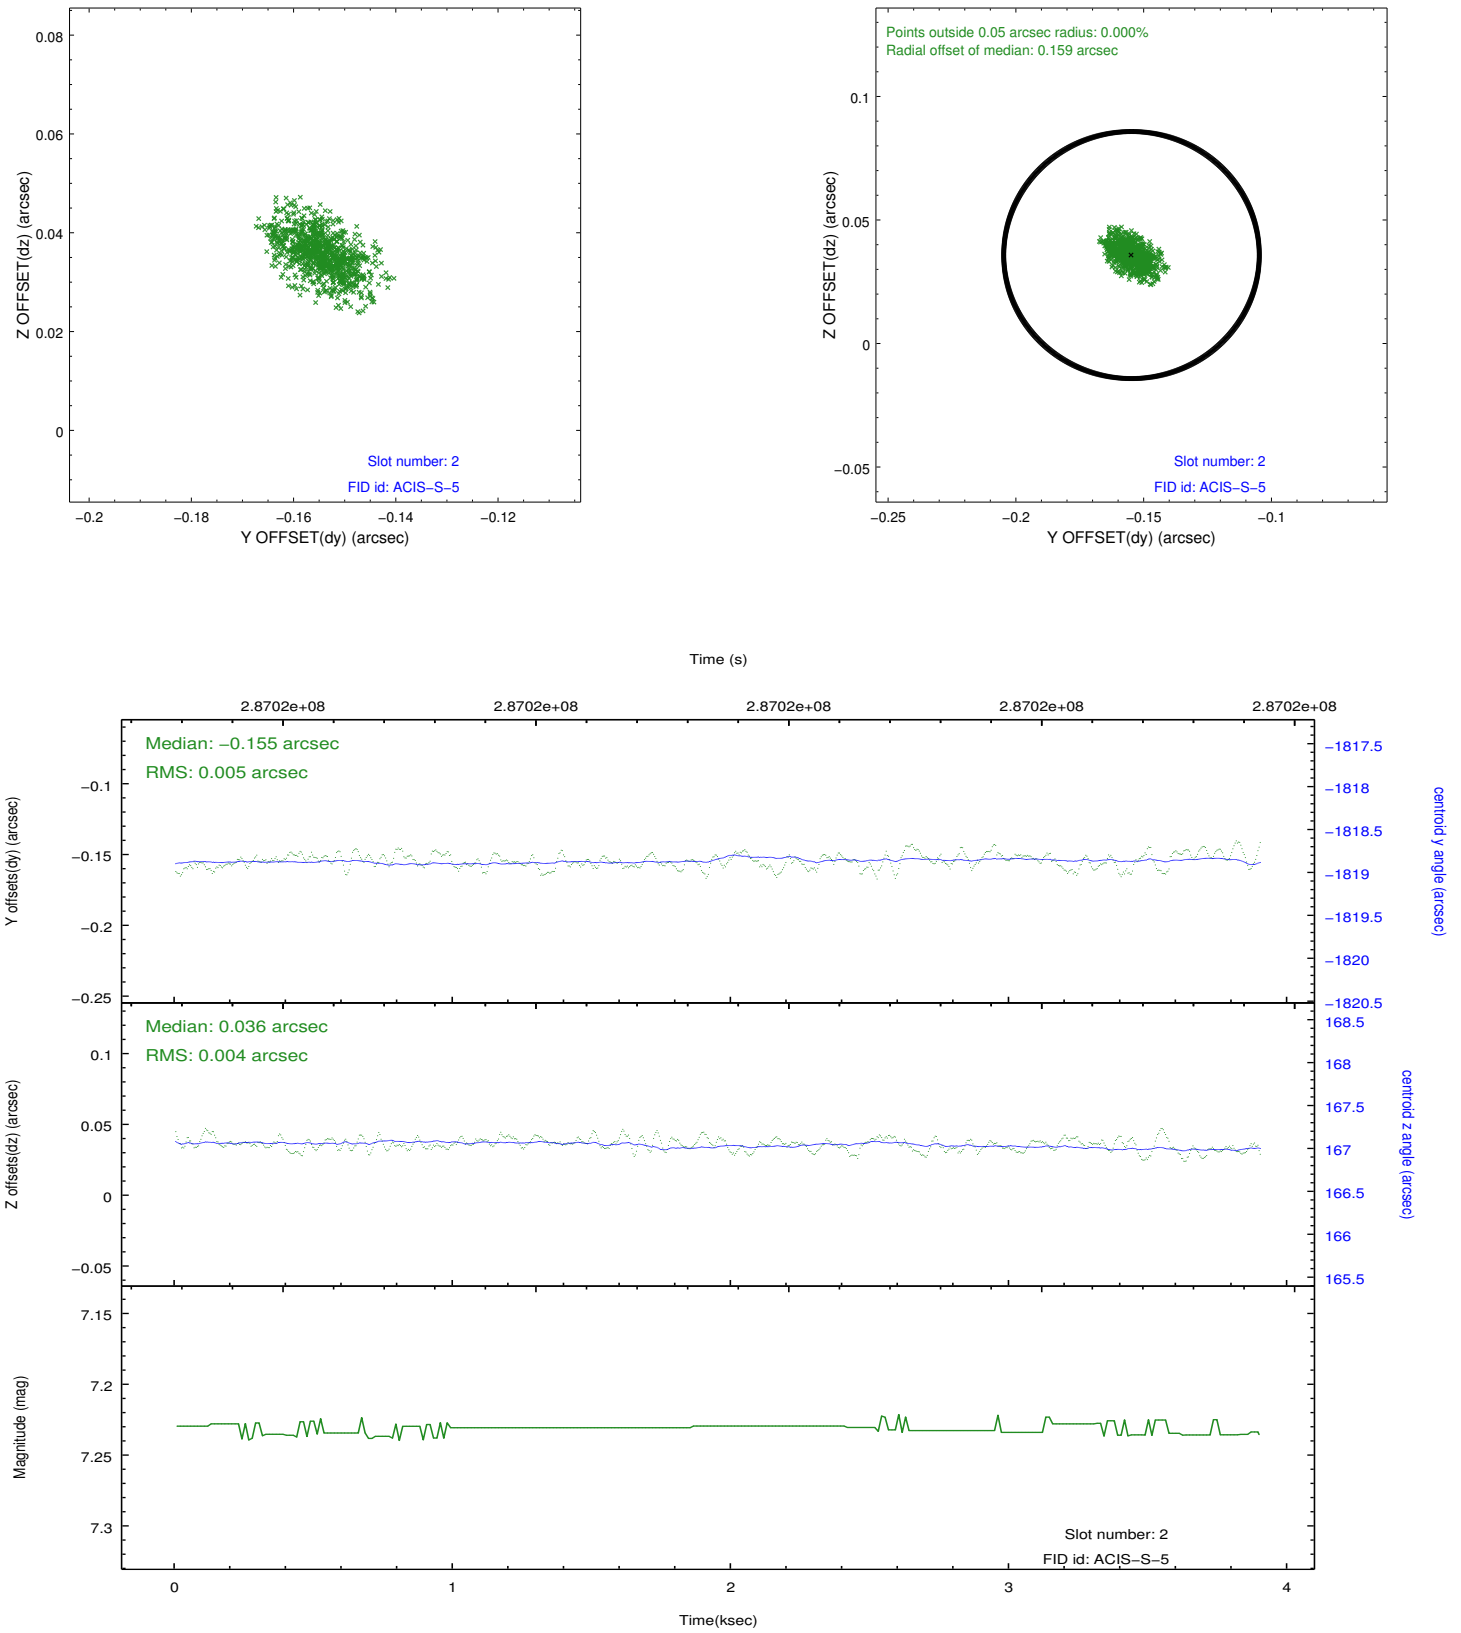 0.08
0.06
0.04
0.02
0
Z OFFSET(dz) (arcsec)
Slot number: 2
FID id: ACIS−S−5
−0.2 −0.18 −0.16 −0.14 −0.12
Y OFFSET(dy) (arcsec)
Points outside 0.05 arcsec radius: 0.000%
Radial offset of median: 0.159 arcsec
0.1
0.05
0
−0.05
Z OFFSET(dz) (arcsec)
Slot number: 2
FID id: ACIS−S−5
−0.25 −0.2 −0.15 −0.1
Y OFFSET(dy) (arcsec)
Time (s)
2.8702e+08 2.8702e+08 2.8702e+08 2.8702e+08 2.8702e+08
Median: −0.155 arcsec
RMS: 0.005 arcsec
−0.1
−0.15
−0.2
−0.25
Y offsets(dy) (arcsec)
−1817.5
−1818
−1818.5
−1819
−1819.5
−1820
−1820.5
centroid y angle (arcsec)
Median: 0.036 arcsec
RMS: 0.004 arcsec
0.1
0.05
0
−0.05
Z offsets(dz) (arcsec)
168.5
168
167.5
167
166.5
166
165.5
centroid z angle (arcsec)
7.15
7.2
7.25
7.3
Magnitude (mag)
Slot number: 2
FID id: ACIS−S−5
0 1 2 3 4
Time(ksec)